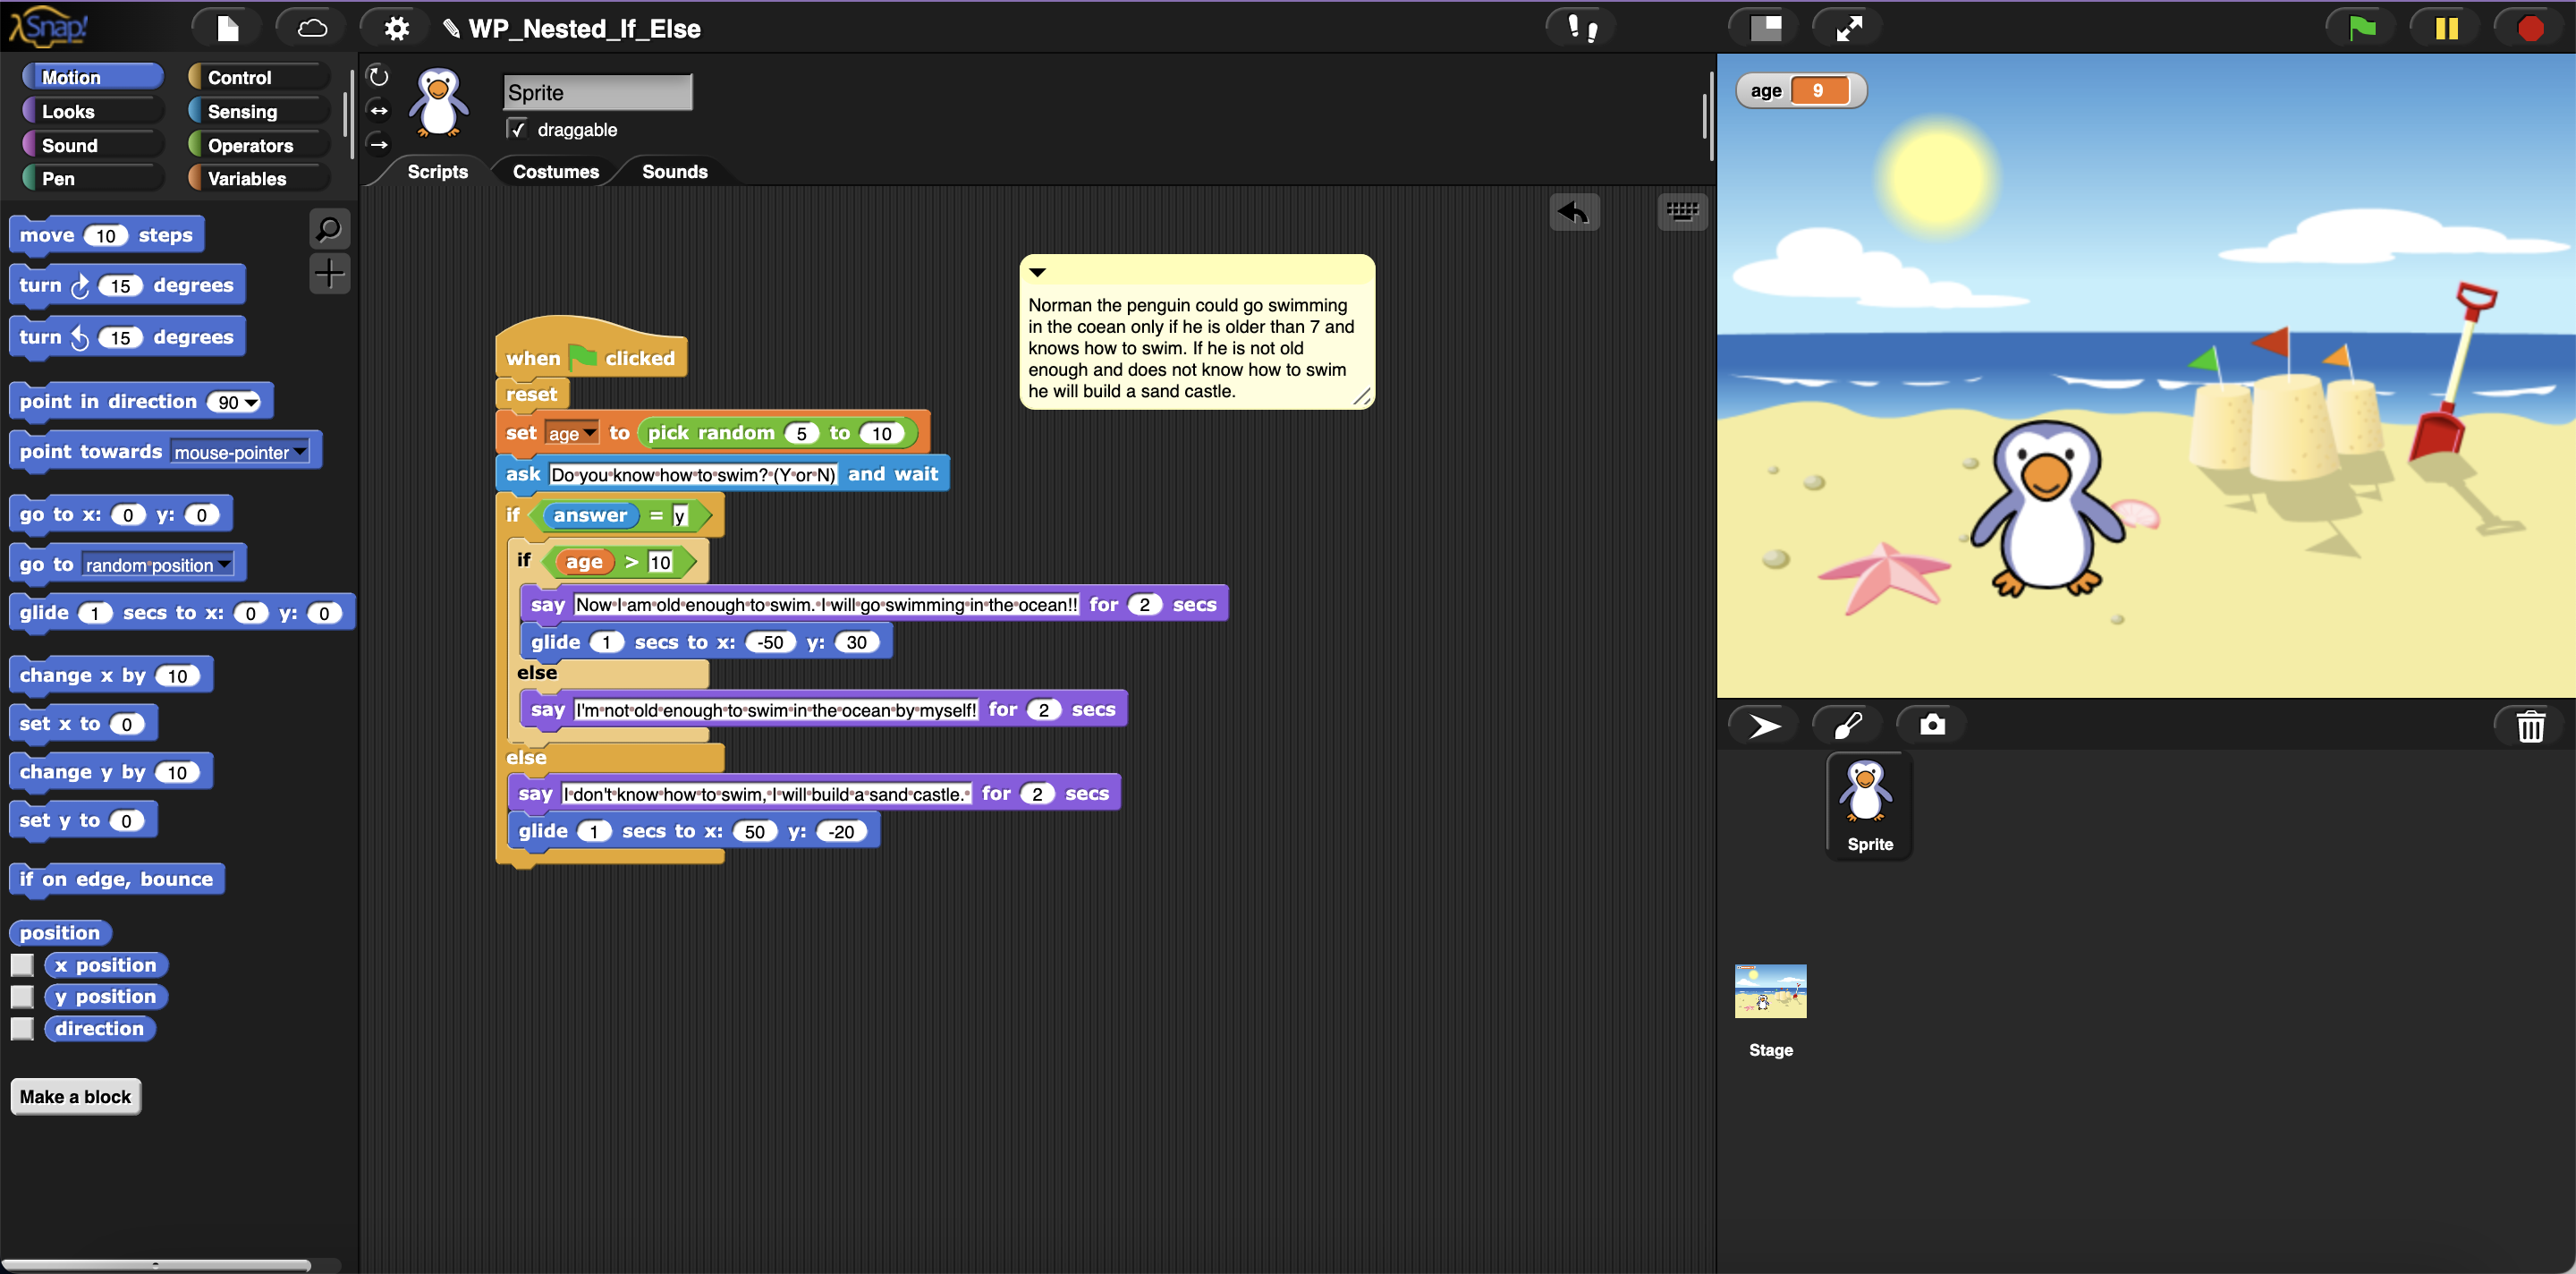 λSnap!
WP_Nested_If_Else
Motion
Control
Looks
Sensing
Sound
Operators
Pen
Variables
move 10 steps
turn 15 degrees
turn 15 degrees
point in direction 90
point towards mouse-pointer
go to x: 0 y: 0
go to random position
glide 1 secs to x: 0 y: 0
change x by 10
set x to 0
change y by 10
set y to 0
if on edge, bounce
position
x position
y position
direction
Make a block
Sprite
draggable
Scripts
Costumes
Sounds
when clicked
reset
set age to pick random 5 to 10
ask Do you know how to swim? (Y or N) and wait
if answer = y
if age > 10
say Now I am old enough to swim. I will go swimming in the ocean!! for 2 secs
glide 1 secs to x: -50 y: 30
else
say I'm not old enough to swim in the ocean by myself! for 2 secs
else
say I don't know how to swim, I will build a sand castle. for 2 secs
glide 1 secs to x: 50 y: -20
Norman the penguin could go swimming
in the coean only if he is older than 7 and
knows how to swim. If he is not old
enough and does not know how to swim
he will build a sand castle.
age 9
Sprite
Stage